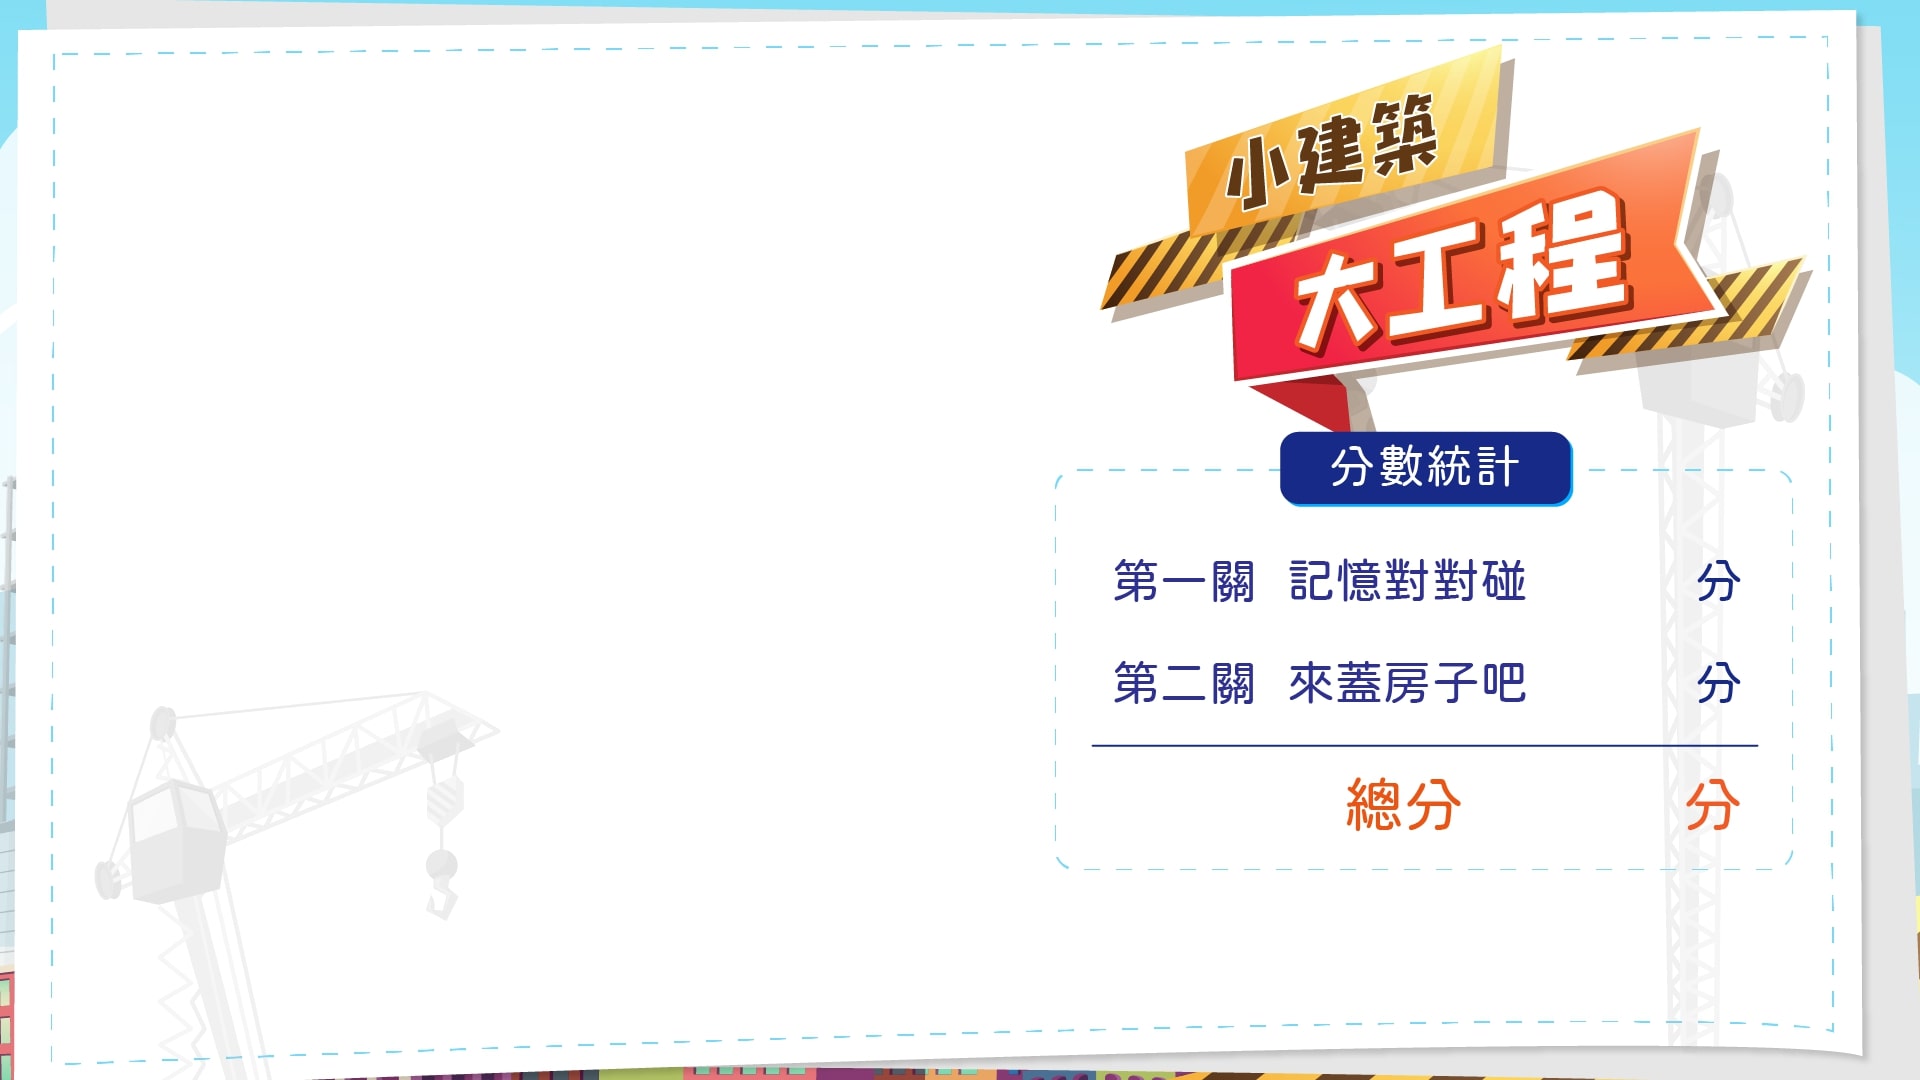 小建築
大工程
分數統計
第一關 記憶對對碰 分
第二關 來蓋房子吧 分
總分 分